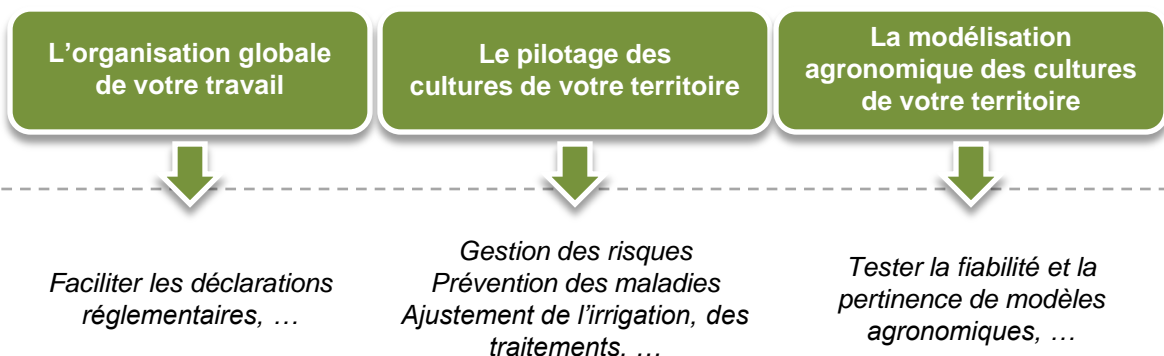 L’organisation globale
de votre travail
Le pilotage des
cultures de votre territoire
La modélisation
agronomique des cultures
de votre territoire
Faciliter les déclarations
réglementaires, …
Gestion des risques
Prévention des maladies
Ajustement de l’irrigation, des
traitements, …
Tester la fiabilité et la
pertinence de modèles
agronomiques, …